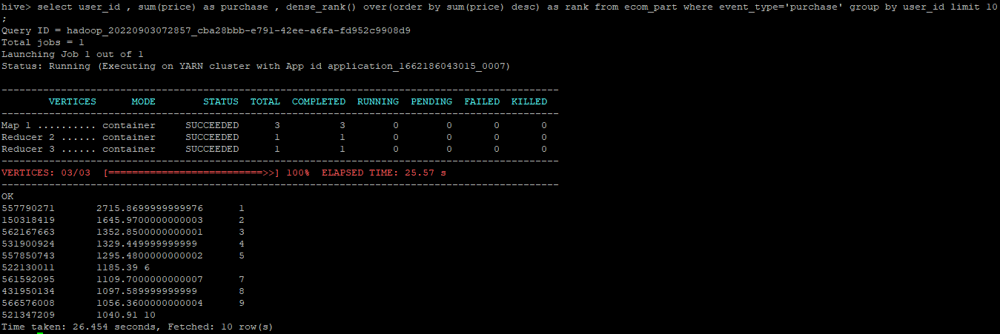 hive> select user_id , sum(price) as purchase , dense_rank() over(order by sum(price) desc) as rank from ecom_part where event_type='purchase' group by user_id limit 10
;
Query ID = hadoop_20220903072857_cba28bbb-e791-42ee-a6fa-fd952c9908d9
Total jobs = 1
Launching Job 1 out of 1
Status: Running (Executing on YARN cluster with App id application_1662186043015_0007)
----------------------------------------------------------------------------------------------
        VERTICES      MODE        STATUS  TOTAL  COMPLETED  RUNNING  PENDING  FAILED  KILLED
----------------------------------------------------------------------------------------------
Map 1 .......... container     SUCCEEDED      3          3        0        0       0       0
Reducer 2 ...... container     SUCCEEDED      1          1        0        0       0       0
Reducer 3 ...... container     SUCCEEDED      1          1        0        0       0       0
----------------------------------------------------------------------------------------------
VERTICES: 03/03  [==========================>>] 100%  ELAPSED TIME: 25.57 s
----------------------------------------------------------------------------------------------
OK
557790271       2715.8699999999976      1
150318419       1645.9700000000003      2
562167663       1352.8500000000001      3
531900924       1329.449999999999       4
557850743       1295.4800000000002      5
522130011       1185.39 6
561592095       1109.7000000000007      7
431950134       1097.589999999999       8
566576008       1056.3600000000004      9
521347209       1040.91 10
Time taken: 26.454 seconds, Fetched: 10 row(s)